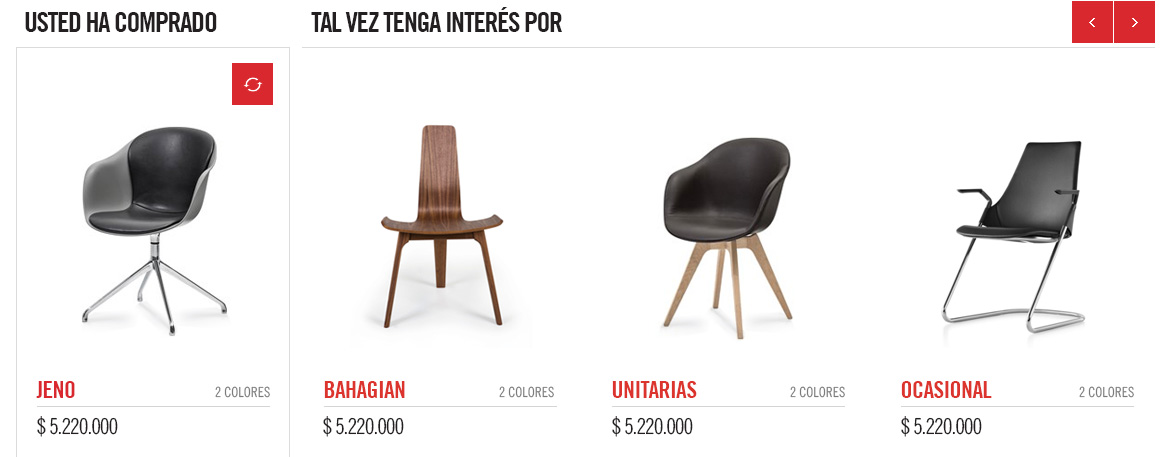 USTED HA COMPRADO
TAL VEZ TENGA INTERÉS POR
JENO
2 COLORES
$ 5.220.000
BAHAGIAN
2 COLORES
$ 5.220.000
UNITARIAS
2 COLORES
$ 5.220.000
OCASIONAL
2 COLORES
$ 5.220.000